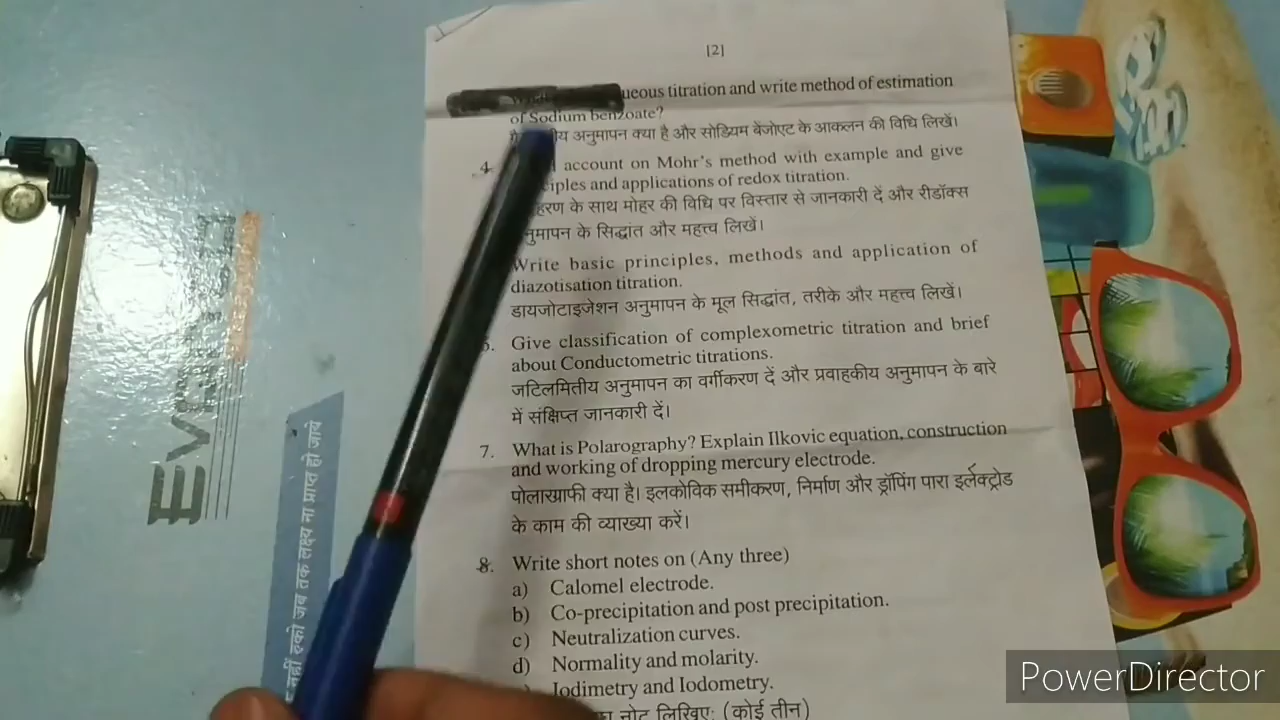 [2]
ueous titration and write method of estimation
of Sodium benzoate?
अनुमापन क्या है और सोडियम बेंजोएट के आकलन की विधि लिखें।
4. account on Mohr's method with example and give
ciples and applications of redox titration.
हरण के साथ मोहर की विधि पर विस्तार से जानकारी दें और रीडॉक्स
नुमापन के सिद्धांत और महत्त्व लिखें।
Write basic principles, methods and application of
diazotisation titration.
डायजोटाइजेशन अनुमापन के मूल सिद्धांत, तरीके और महत्त्व लिखें।
Give classification of complexometric titration and brief
about Conductometric titrations.
जटिलमितीय अनुमापन का वर्गीकरण दें और प्रवाहकीय अनुमापन के बारे
में संक्षिप्त जानकारी दें।
7. What is Polarography? Explain Ilkovic equation, construction
and working of dropping mercury electrode.
पोलारग्राफी क्या है। इलकोविक समीकरण, निर्माण और ड्रॉपिंग पारा इलेक्ट्रोड
के काम की व्याख्या करें।
8. Write short notes on (Any three)
a) Calomel electrode.
b) Co-precipitation and post precipitation.
c) Neutralization curves.
d) Normality and molarity.
Iodimetry and Iodometry.
नोट लिखिए: (कोई तीन)
नहीं रुको जब तक लक्ष्य ना प्राप्त हो जाये
PowerDirector